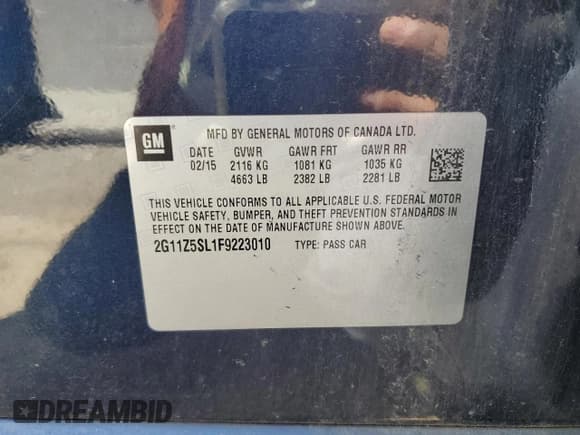 GM
MFD BY GENERAL MOTORS OF CANADA LTD.
DATE GVWR GAWR FRT GAWR RR
02/15 2116 KG 1081 KG 1035 KG
4663 LB 2382 LB 2281 LB
THIS VEHICLE CONFORMS TO ALL APPLICABLE U.S. FEDERAL MOTOR
VEHICLE SAFETY, BUMPER, AND THEFT PREVENTION STANDARDS IN
EFFECT ON THE DATE OF MANUFACTURE SHOWN ABOVE.
2G11Z5SL1F9223010 TYPE: PASS CAR
DREAMBID